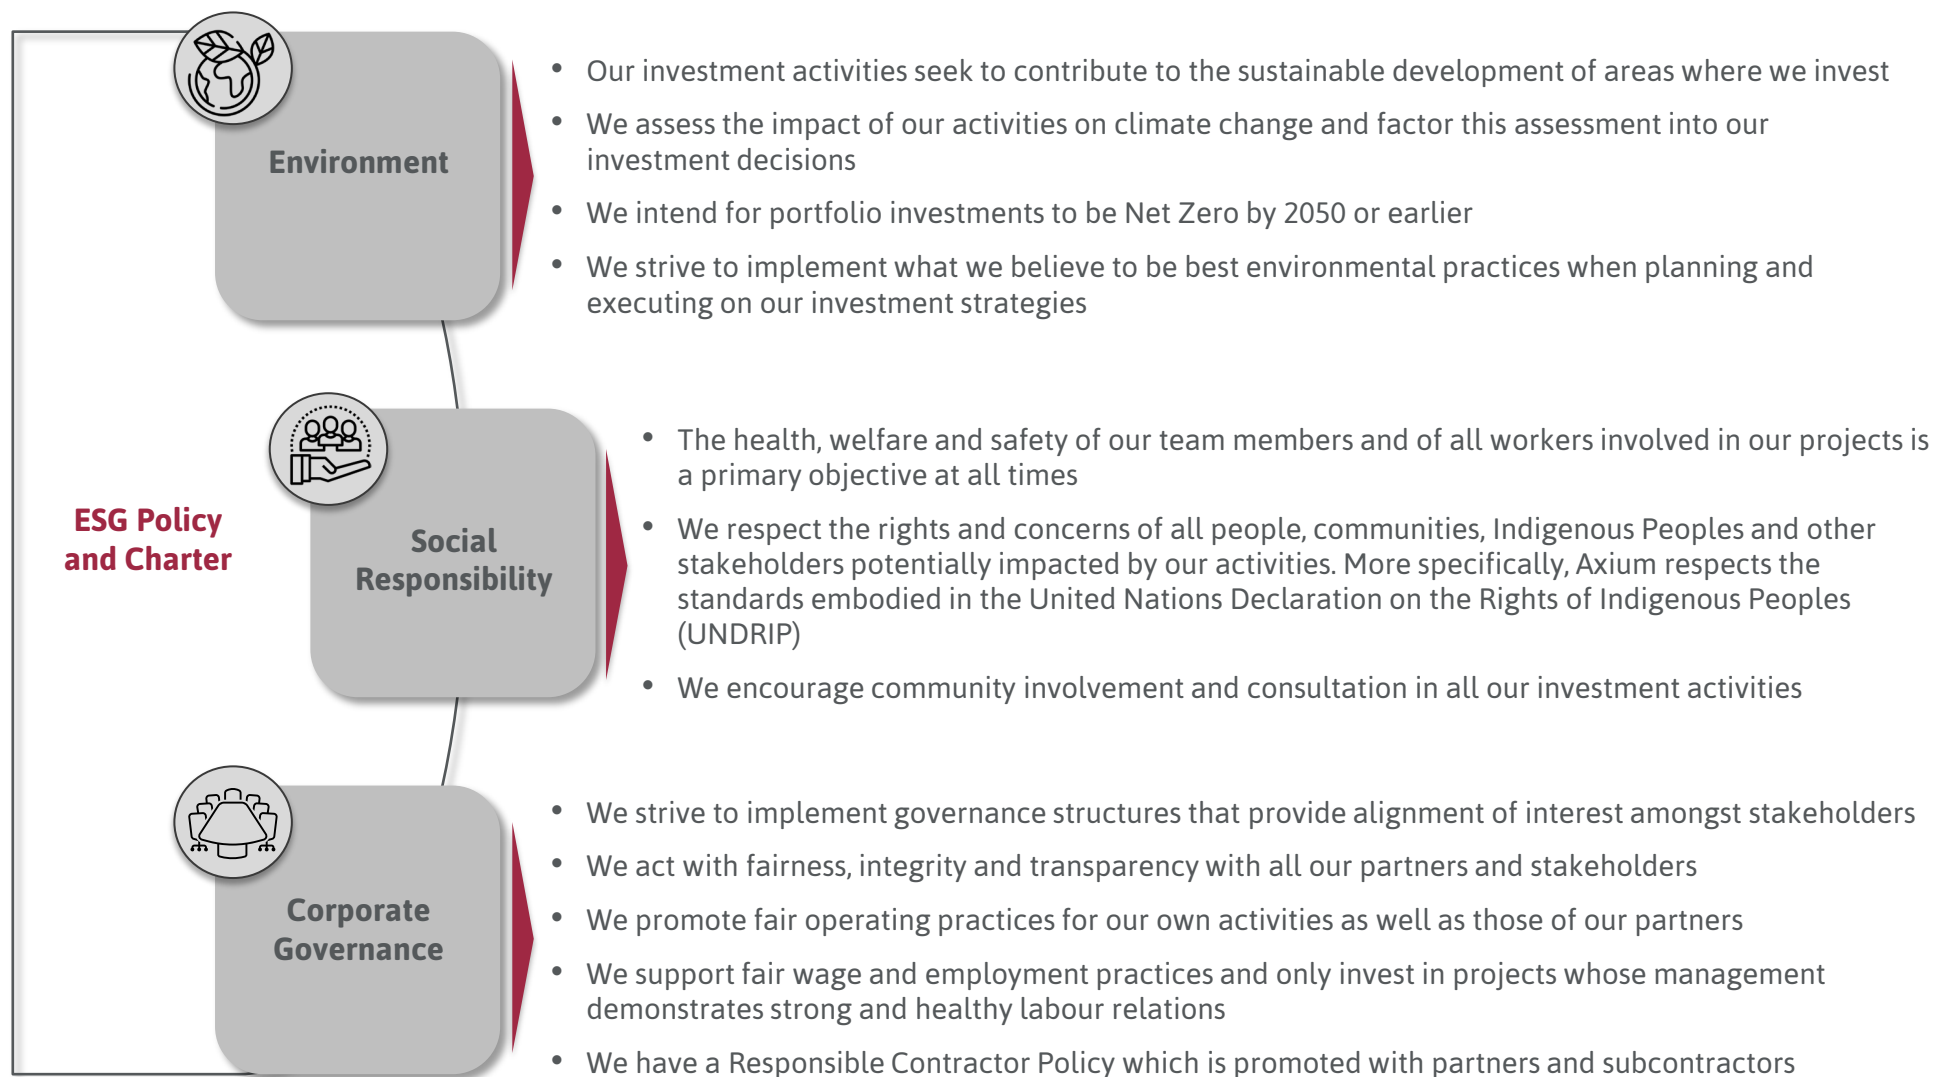 Environment
• Our investment activities seek to contribute to the sustainable development of areas where we invest
• We assess the impact of our activities on climate change and factor this assessment into our
investment decisions
• We intend for portfolio investments to be Net Zero by 2050 or earlier
• We strive to implement what we believe to be best environmental practices when planning and
executing on our investment strategies
ESG Policy
and Charter
Social
Responsibility
• The health, welfare and safety of our team members and of all workers involved in our projects is
a primary objective at all times
• We respect the rights and concerns of all people, communities, Indigenous Peoples and other
stakeholders potentially impacted by our activities. More specifically, Axium respects the
standards embodied in the United Nations Declaration on the Rights of Indigenous Peoples
(UNDRIP)
• We encourage community involvement and consultation in all our investment activities
Corporate
Governance
• We strive to implement governance structures that provide alignment of interest amongst stakeholders
• We act with fairness, integrity and transparency with all our partners and stakeholders
• We promote fair operating practices for our own activities as well as those of our partners
• We support fair wage and employment practices and only invest in projects whose management
demonstrates strong and healthy labour relations
• We have a Responsible Contractor Policy which is promoted with partners and subcontractors